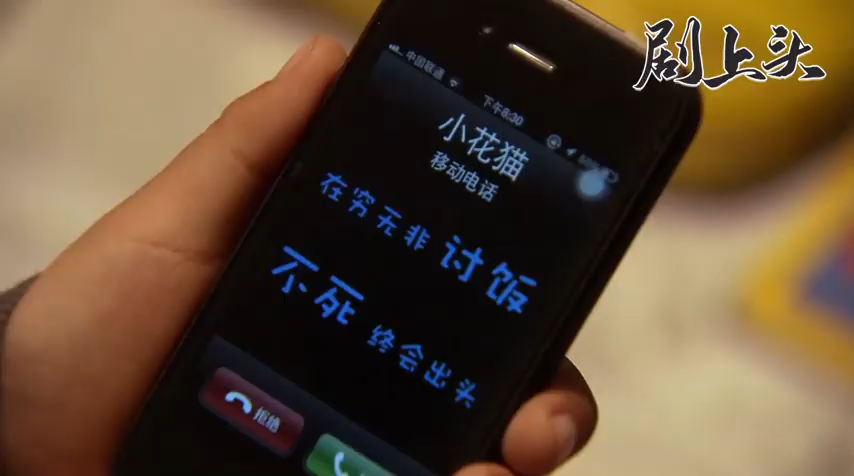 剧上头
中国联通
下午6:30
小花猫
移动电话
在穷无非讨饭
不死终会出头
拒绝